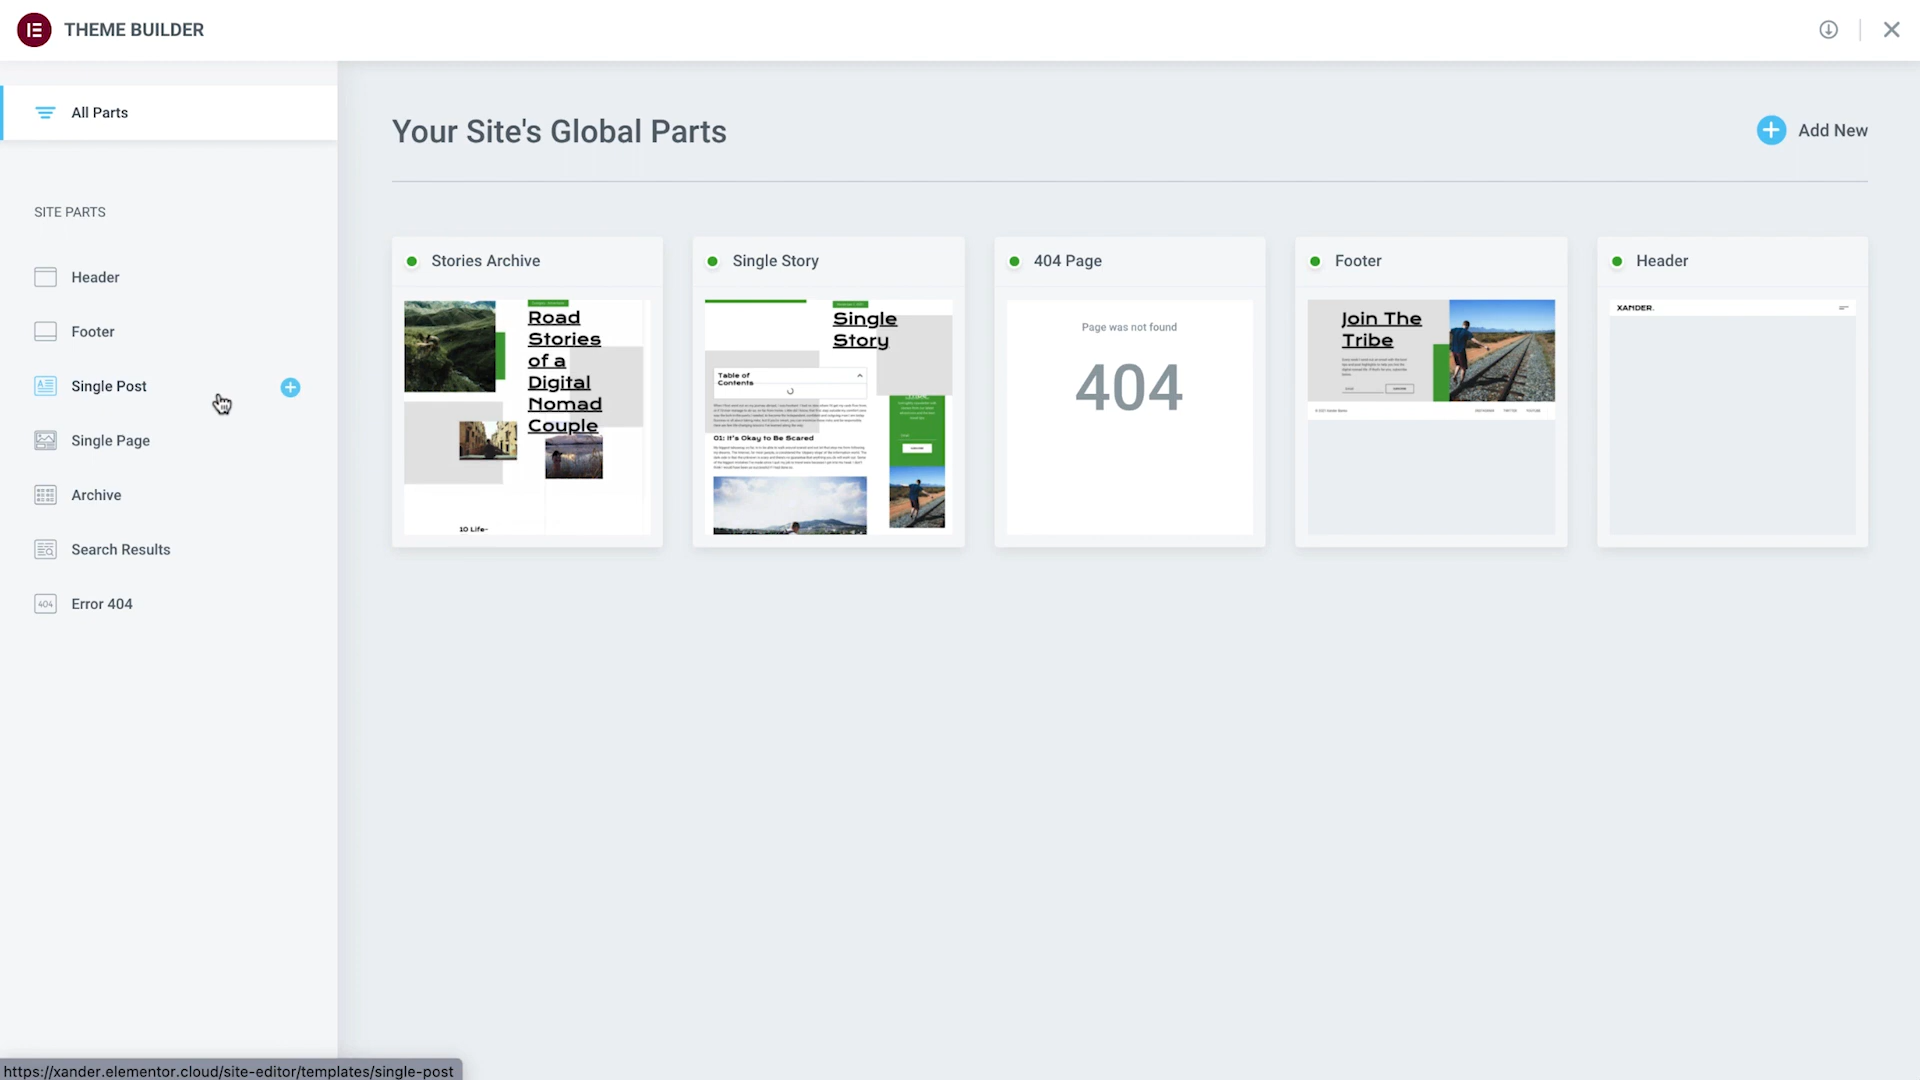 THEME BUILDER
All Parts
SITE PARTS
Header
Footer
Single Post
Single Page
Archive
Search Results
404
Error 404
Your Site's Global Parts
Add New
Stories Archive
Road
Stories
of a
Digital
Nomad
Couple
10 Life-
Single Story
Single
Story
Table of
Contents
01: It's Okay to Be Scared
404 Page
Page was not found
404
Footer
Join The
Tribe
Header
XANDER.
https://xander.elementor.cloud/site-editor/templates/single-post